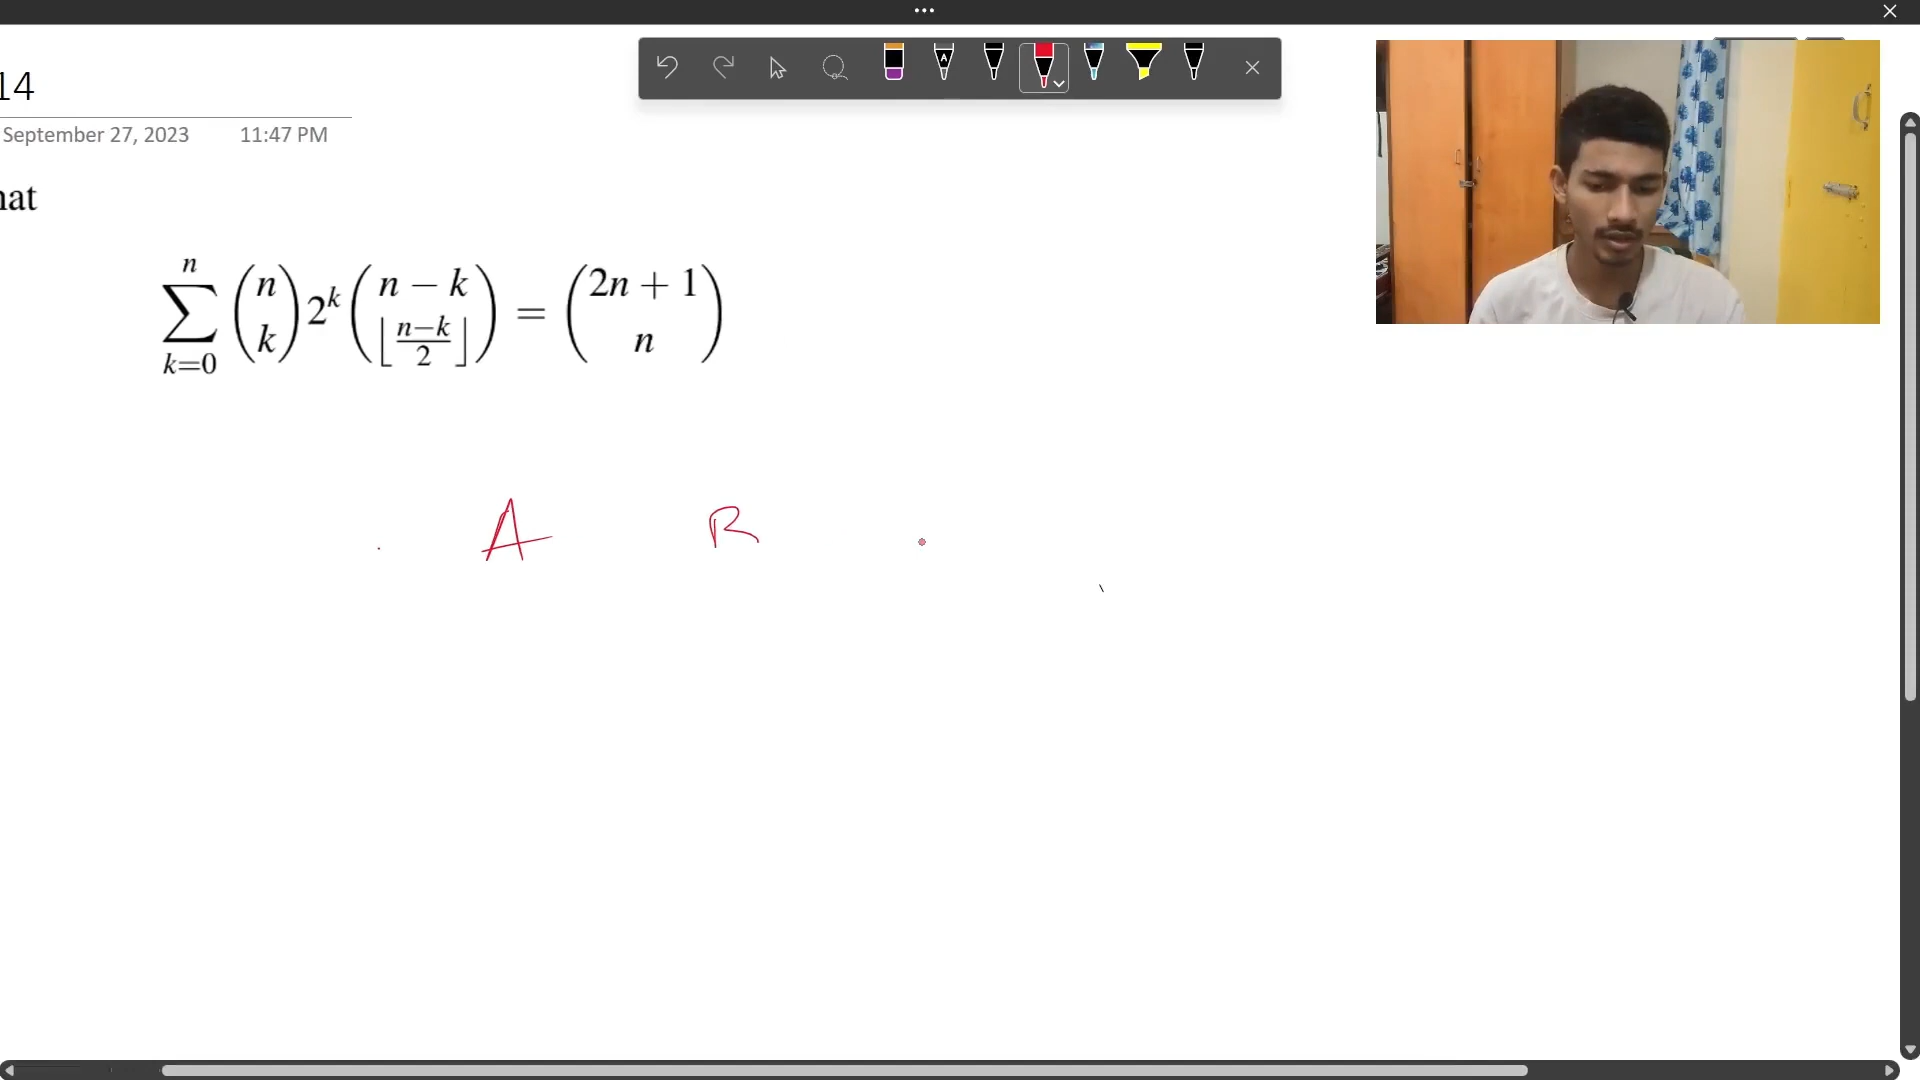 14
September 27, 2023 11:47 PM
hat
\sum_{k=0}^{n} \binom{n}{k} 2^k \binom{n-k}{\lfloor \frac{n-k}{2} \rfloor} = \binom{2n+1}{n}
A R